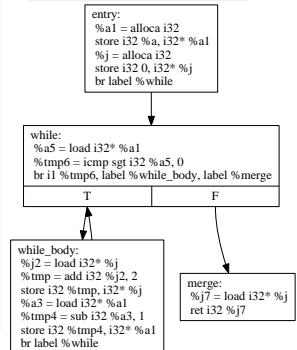 entry:
%a1 = alloca i32
store i32 %a, i32* %a1
%j = alloca i32
store i32 0, i32* %j
br label %while
while:
%a5 = load i32* %a1
%tmp6 = icmp sgt i32 %a5, 0
br i1 %tmp6, label %while_body, label %merge
T
F
while_body:
%j2 = load i32* %j
%tmp = add i32 %j2, 2
store i32 %tmp, i32* %j
%a3 = load i32* %a1
%tmp4 = sub i32 %a3, 1
store i32 %tmp4, i32* %a1
br label %while
merge:
%j7 = load i32* %j
ret i32 %j7